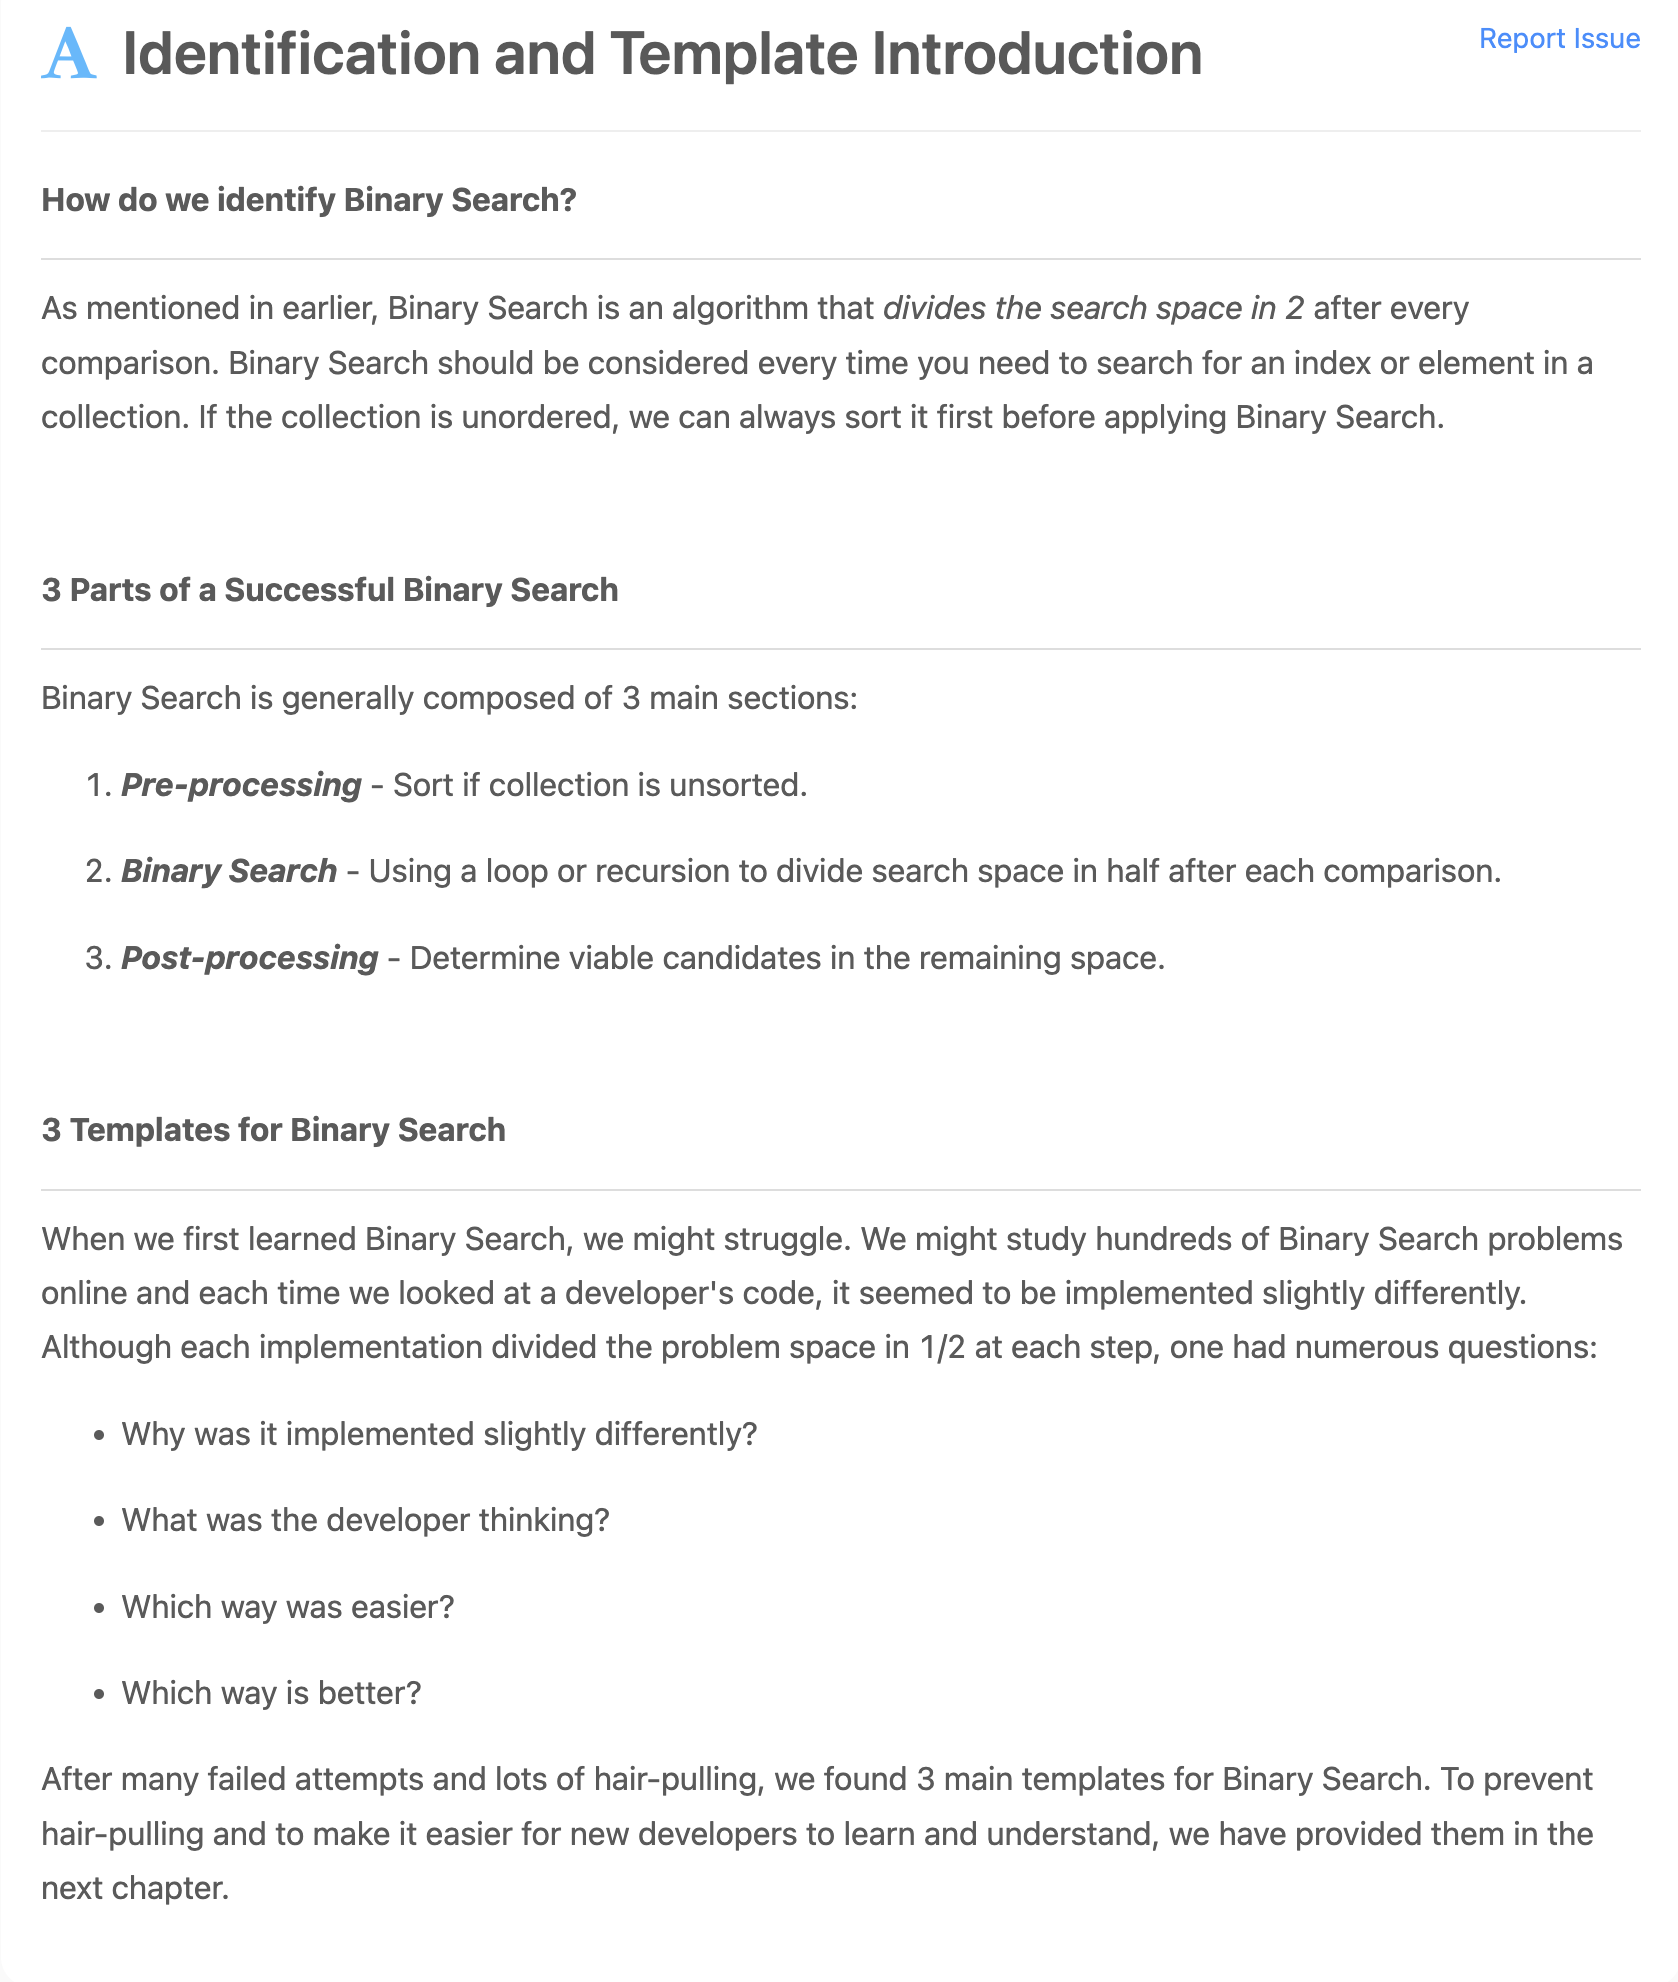 A Identification and Template Introduction
Report Issue
How do we identify Binary Search?
As mentioned in earlier, Binary Search is an algorithm that divides the search space in 2 after every
comparison. Binary Search should be considered every time you need to search for an index or element in a
collection. If the collection is unordered, we can always sort it first before applying Binary Search.
3 Parts of a Successful Binary Search
Binary Search is generally composed of 3 main sections:
1. Pre-processing - Sort if collection is unsorted.
2. Binary Search - Using a loop or recursion to divide search space in half after each comparison.
3. Post-processing - Determine viable candidates in the remaining space.
3 Templates for Binary Search
When we first learned Binary Search, we might struggle. We might study hundreds of Binary Search problems
online and each time we looked at a developer's code, it seemed to be implemented slightly differently.
Although each implementation divided the problem space in 1/2 at each step, one had numerous questions:
• Why was it implemented slightly differently?
• What was the developer thinking?
• Which way was easier?
• Which way is better?
After many failed attempts and lots of hair-pulling, we found 3 main templates for Binary Search. To prevent
hair-pulling and to make it easier for new developers to learn and understand, we have provided them in the
next chapter.